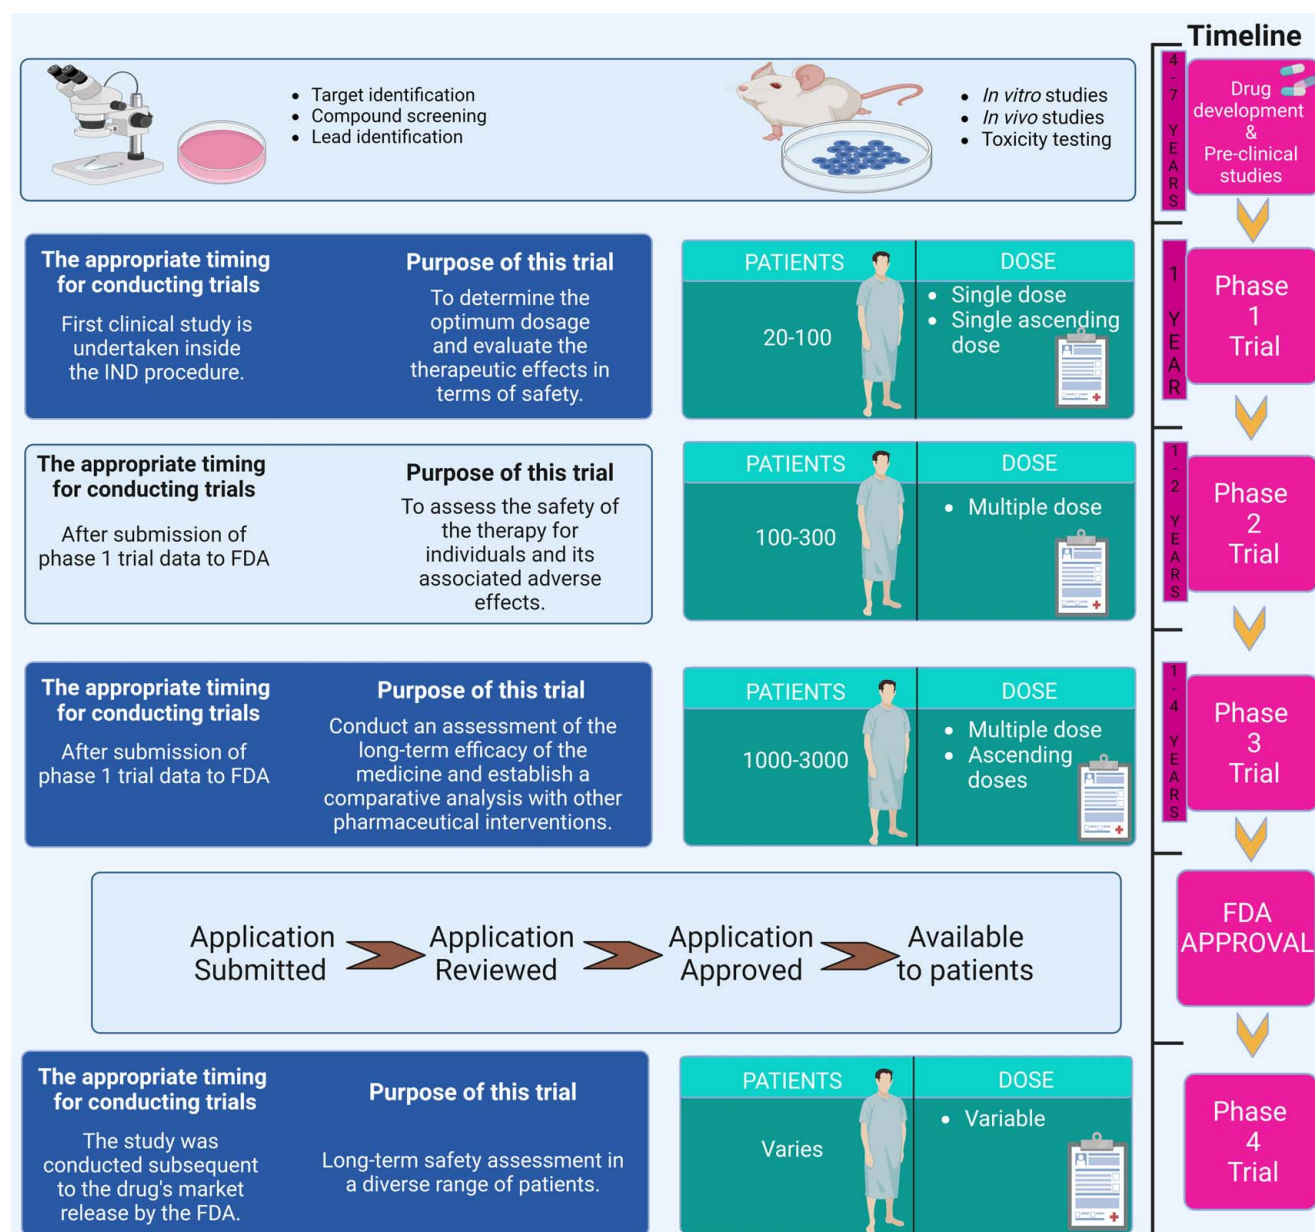 Timeline
Target identification
Compound screening
Lead identification
In vitro studies
In vivo studies
Toxicity testing
4-7 YEARS
Drug
development
&
Pre-clinical
studies
The appropriate timing
for conducting trials
First clinical study is
undertaken inside
the IND procedure.
Purpose of this trial
To determine the
optimum dosage
and evaluate the
therapeutic effects in
terms of safety.
PATIENTS
20-100
DOSE
Single dose
Single ascending
dose
1 YEAR
Phase
1
Trial
The appropriate timing
for conducting trials
After submission of
phase 1 trial data to FDA
Purpose of this trial
To assess the safety of
the therapy for
individuals and its
associated adverse
effects.
PATIENTS
100-300
DOSE
Multiple dose
1-2 YEARS
Phase
2
Trial
The appropriate timing
for conducting trials
After submission of
phase 1 trial data to FDA
Purpose of this trial
Conduct an assessment of the
long-term efficacy of the
medicine and establish a
comparative analysis with other
pharmaceutical interventions.
PATIENTS
1000-3000
DOSE
Multiple dose
Ascending
doses
1-4 YEARS
Phase
3
Trial
Application
Submitted
Application
Reviewed
Application
Approved
Available
to patients
FDA
APPROVAL
The appropriate timing
for conducting trials
The study was
conducted subsequent
to the drug's market
release by the FDA.
Purpose of this trial
Long-term safety assessment in
a diverse range of patients.
PATIENTS
Varies
DOSE
Variable
Phase
4
Trial